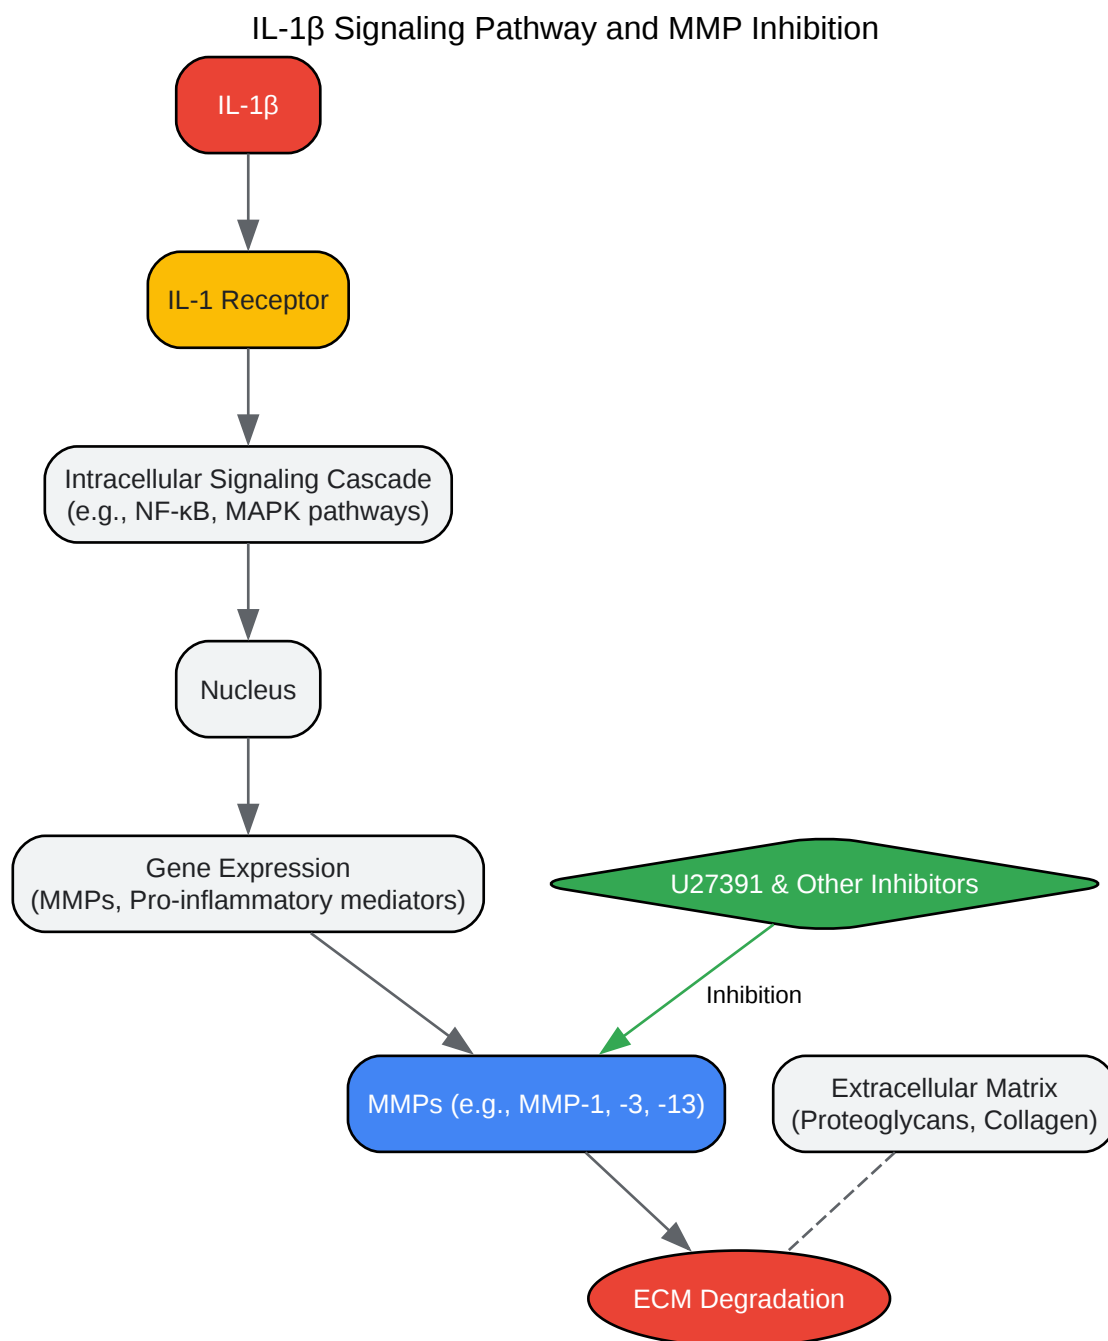 IL-1β Signaling Pathway and MMP Inhibition
IL-1β
IL-1 Receptor
Intracellular Signaling Cascade
(e.g., NF-κB, MAPK pathways)
Nucleus
Gene Expression
(MMPs, Pro-inflammatory mediators)
U27391 & Other Inhibitors
Inhibition
MMPs (e.g., MMP-1, -3, -13)
Extracellular Matrix
(Proteoglycans, Collagen)
ECM Degradation